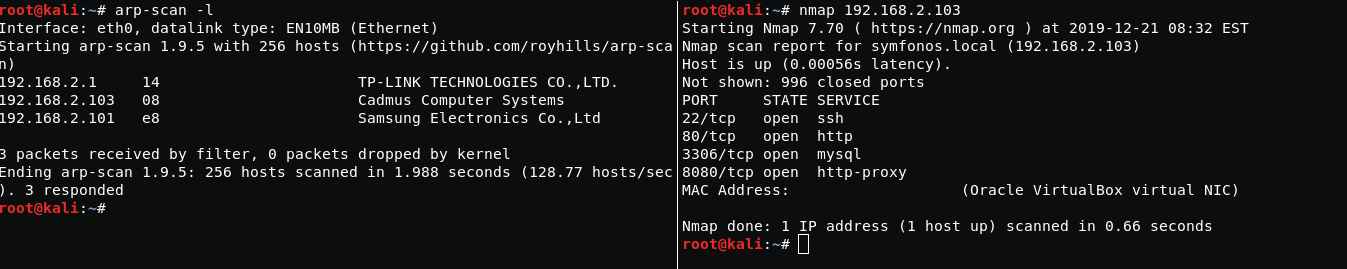 root@kali:~# arp-scan -l
Interface: eth0, datalink type: EN10MB (Ethernet)
Starting arp-scan 1.9.5 with 256 hosts (https://github.com/royhills/arp-sca
n)
192.168.2.1     14                      TP-LINK TECHNOLOGIES CO.,LTD.
192.168.2.103   08                      Cadmus Computer Systems
192.168.2.101   e8                      Samsung Electronics Co.,Ltd

3 packets received by filter, 0 packets dropped by kernel
Ending arp-scan 1.9.5: 256 hosts scanned in 1.988 seconds (128.77 hosts/sec
). 3 responded
root@kali:~#
root@kali:~# nmap 192.168.2.103
Starting Nmap 7.70 ( https://nmap.org ) at 2019-12-21 08:32 EST
Nmap scan report for symfonos.local (192.168.2.103)
Host is up (0.00056s latency).
Not shown: 996 closed ports
PORT     STATE SERVICE
22/tcp   open  ssh
80/tcp   open  http
3306/tcp open  mysql
8080/tcp open  http-proxy
MAC Address:                   (Oracle VirtualBox virtual NIC)

Nmap done: 1 IP address (1 host up) scanned in 0.66 seconds
root@kali:~#